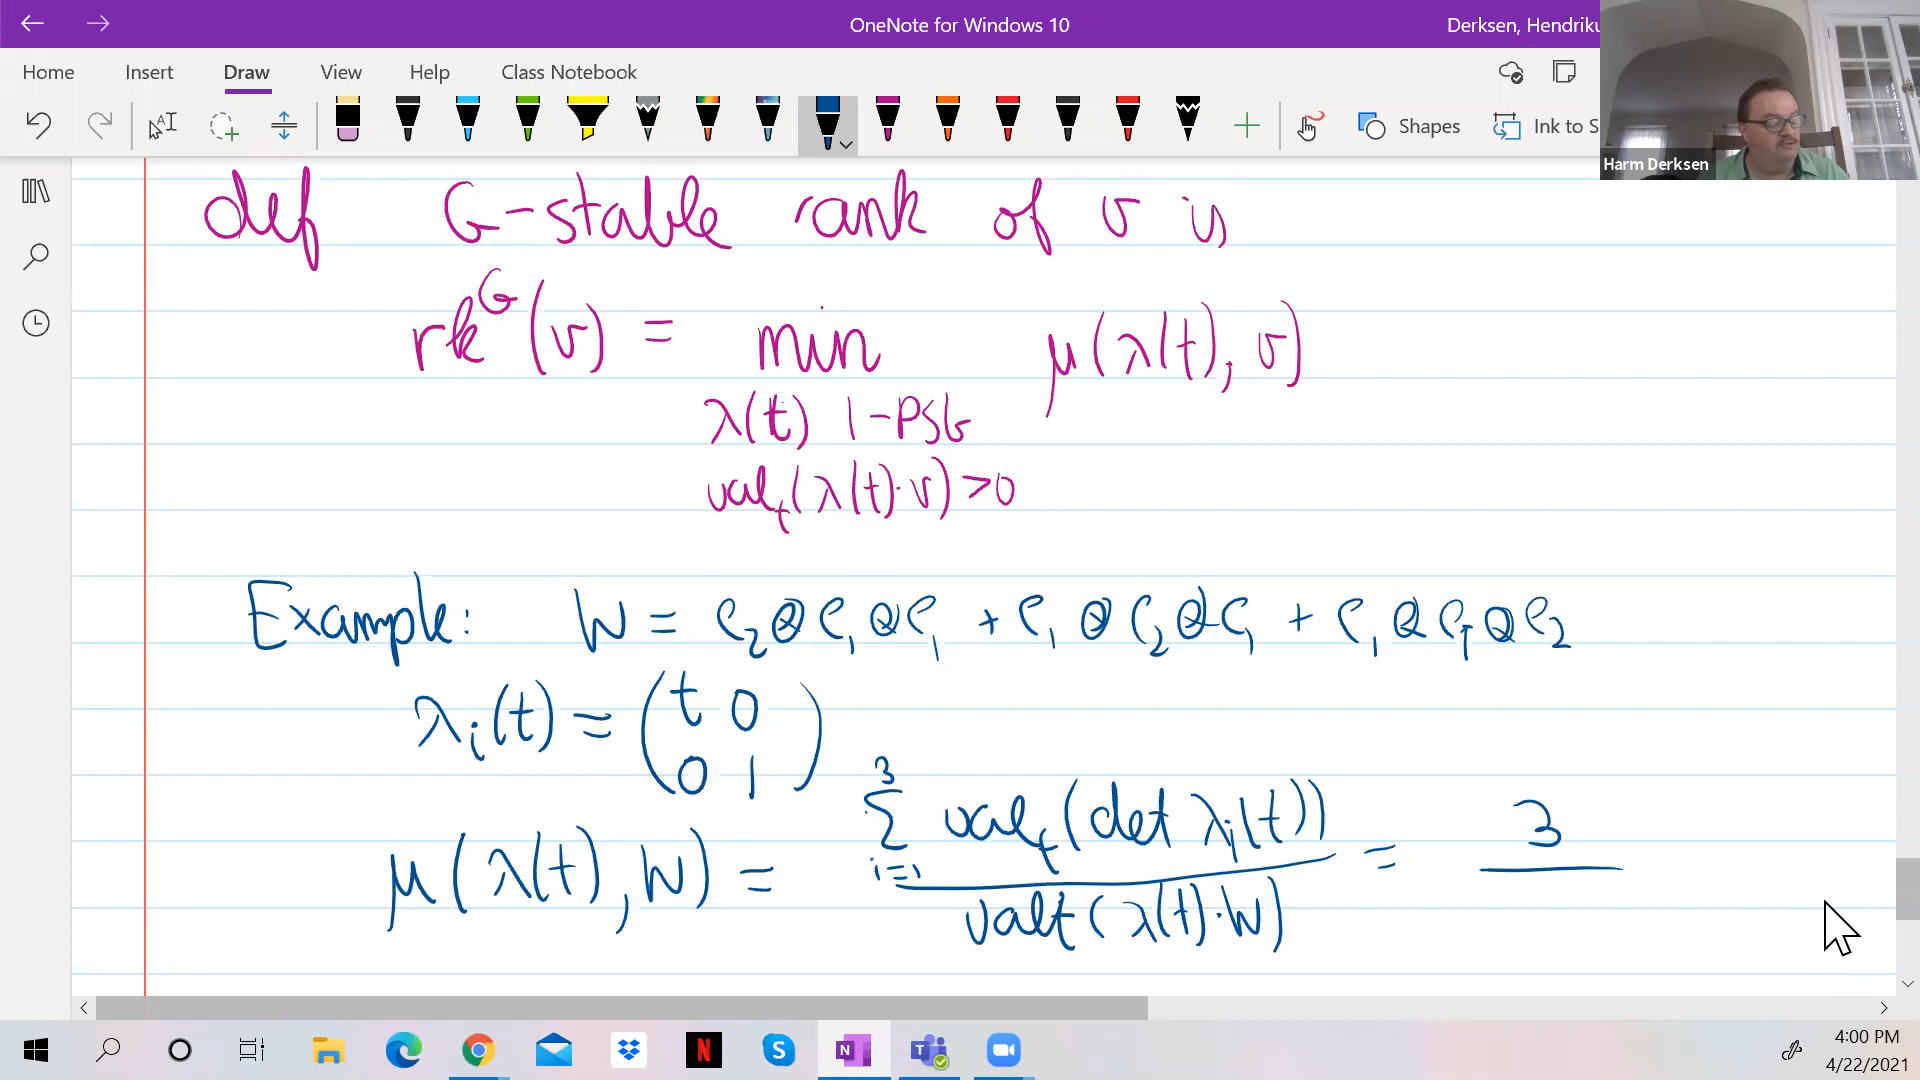 OneNote for Windows 10
Derksen, Hendriku
Home Insert Draw View Help Class Notebook
Shapes Ink to S
Harm Derksen
def G-stable rank of v is
rk^G(v) = min μ(λ(t), v)
λ(t) 1-PSG
val_t(λ(t)·v) >0
Example: W = e_2⊗e_1⊗e_1 + e_1⊗e_2⊗e_1 + e_1⊗e_1⊗e_2
λ_i(t) = (t 0
0 1)
μ(λ(t), W) = ∑_{i=1}^3 val_t(det λ_i(t)) / valt(λ(t)·W) = 3
4:00 PM
4/22/2021